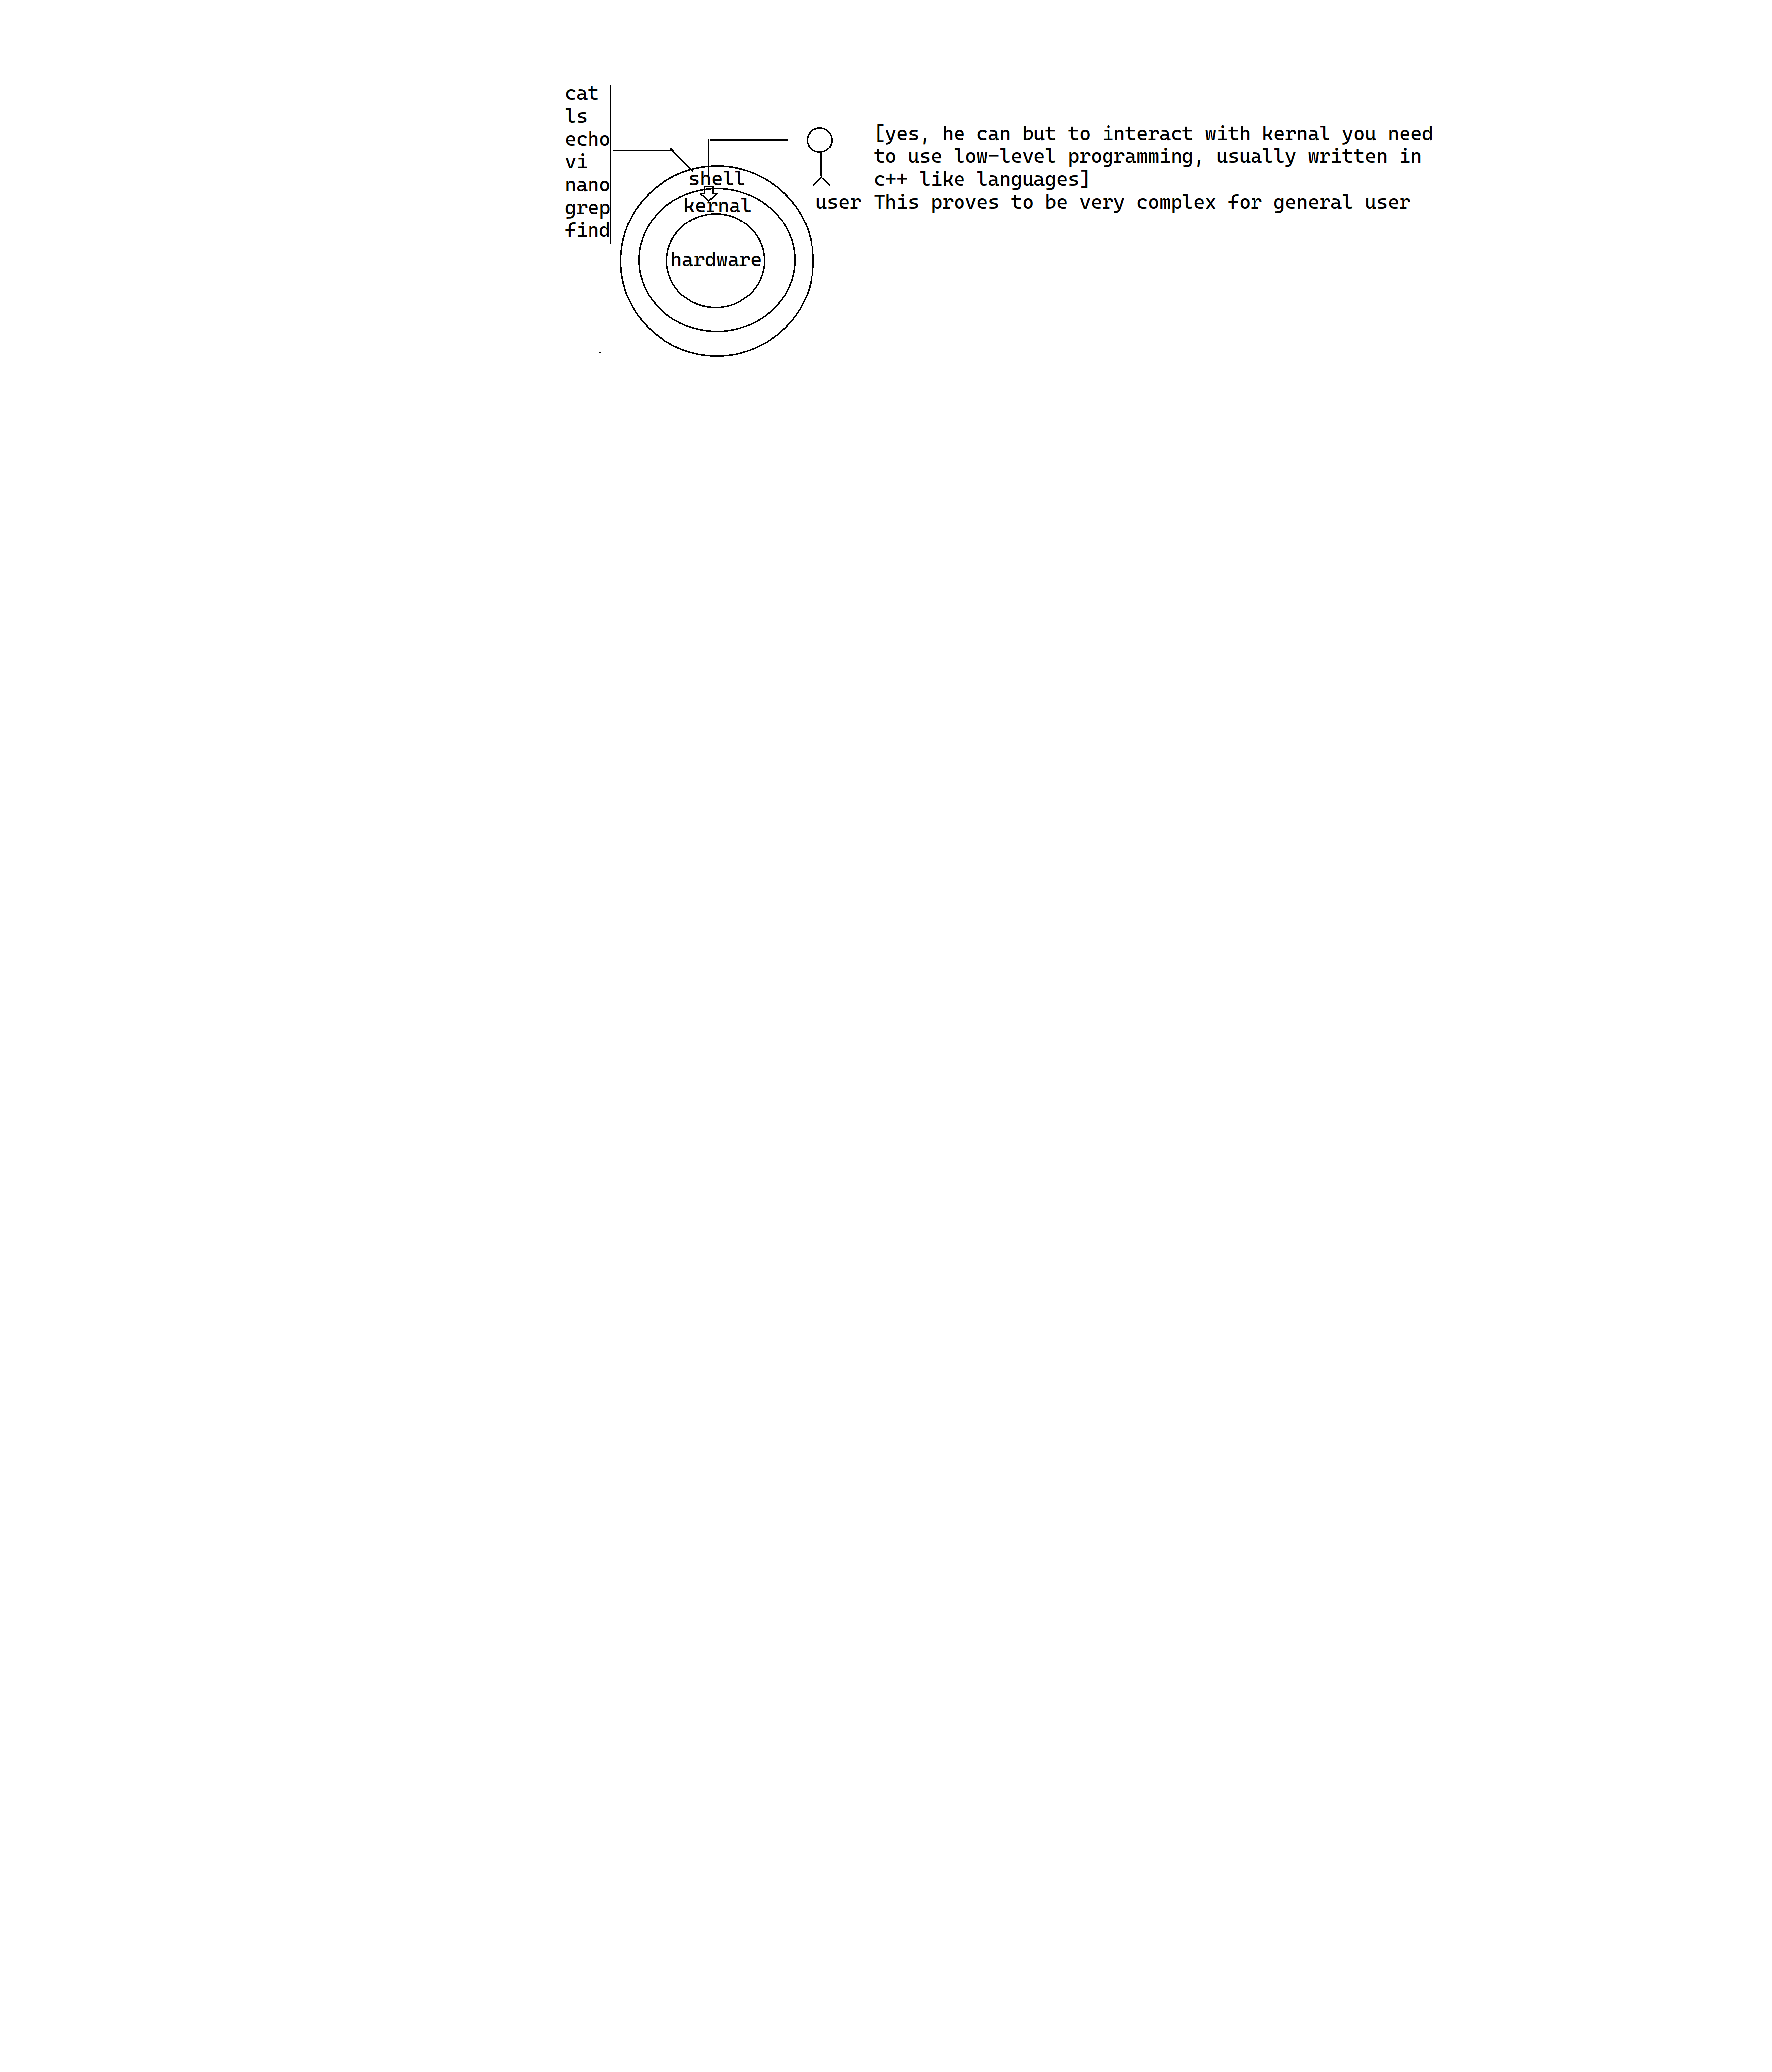 cat
ls
echo
vi
nano
grep
find
shell
kernal
hardware
user
[yes, he can but to interact with kernal you need
to use low-level programming, usually written in
c++ like languages]
This proves to be very complex for general user